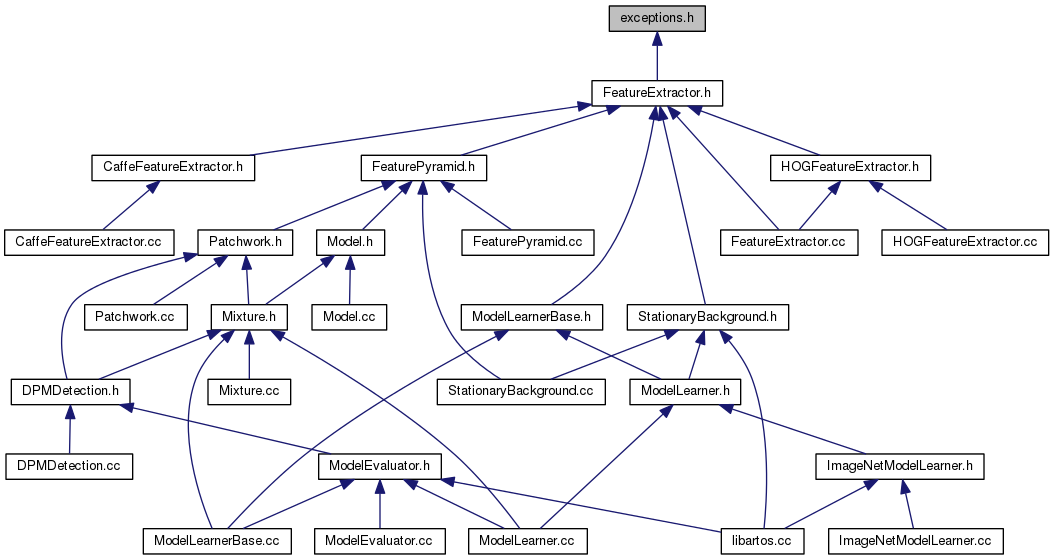 exceptions.h
FeatureExtractor.h
CaffeFeatureExtractor.h
FeaturePyramid.h
HOGFeatureExtractor.h
CaffeFeatureExtractor.cc
Patchwork.h
Model.h
FeaturePyramid.cc
FeatureExtractor.cc
HOGFeatureExtractor.cc
Patchwork.cc
Mixture.h
Model.cc
ModelLearnerBase.h
StationaryBackground.h
DPMDetection.h
Mixture.cc
StationaryBackground.cc
ModelLearner.h
DPMDetection.cc
ModelEvaluator.h
ImageNetModelLearner.h
ModelLearnerBase.cc
ModelEvaluator.cc
ModelLearner.cc
libartos.cc
ImageNetModelLearner.cc